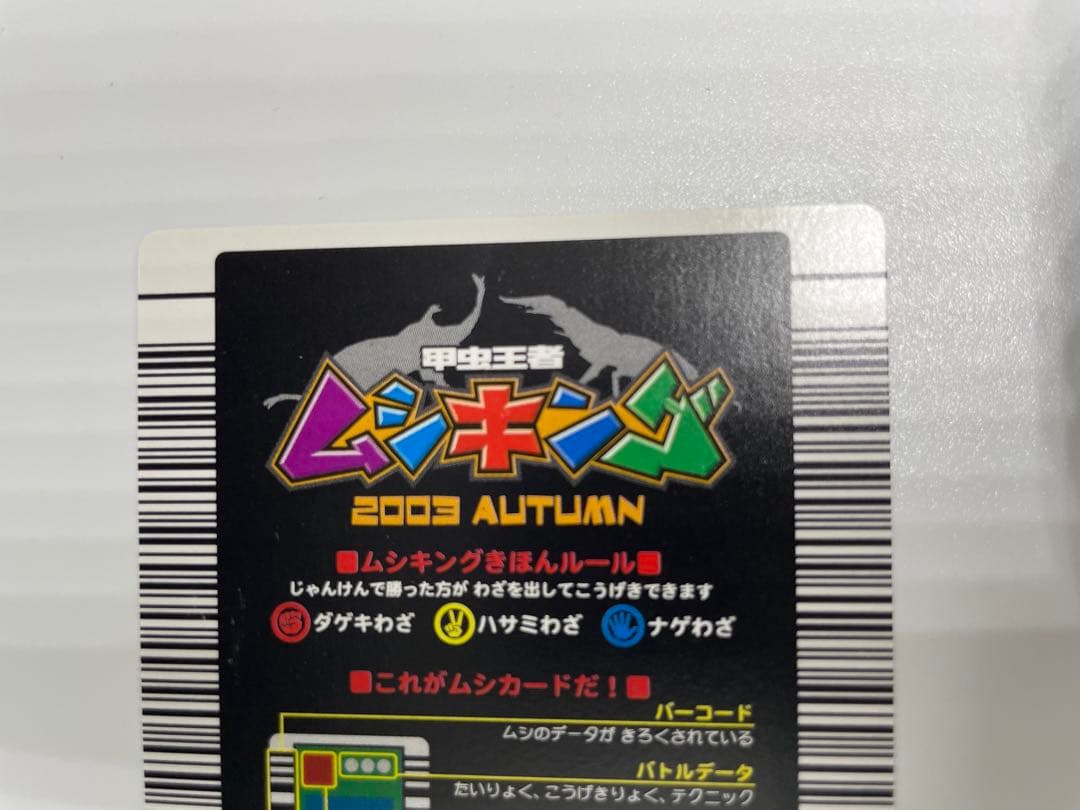 甲虫王者
ムシキング
2003 AUTUMN
ムシキングきほんルール
じゃんけんで勝った方が わざを出してこうげきできます
ダゲキわざ ハサミわざ ナゲわざ
これがムシカードだ！
バーコード
ムシのデータが きろくされている
バトルデータ
たいりょく、こうげきりょく、テクニック